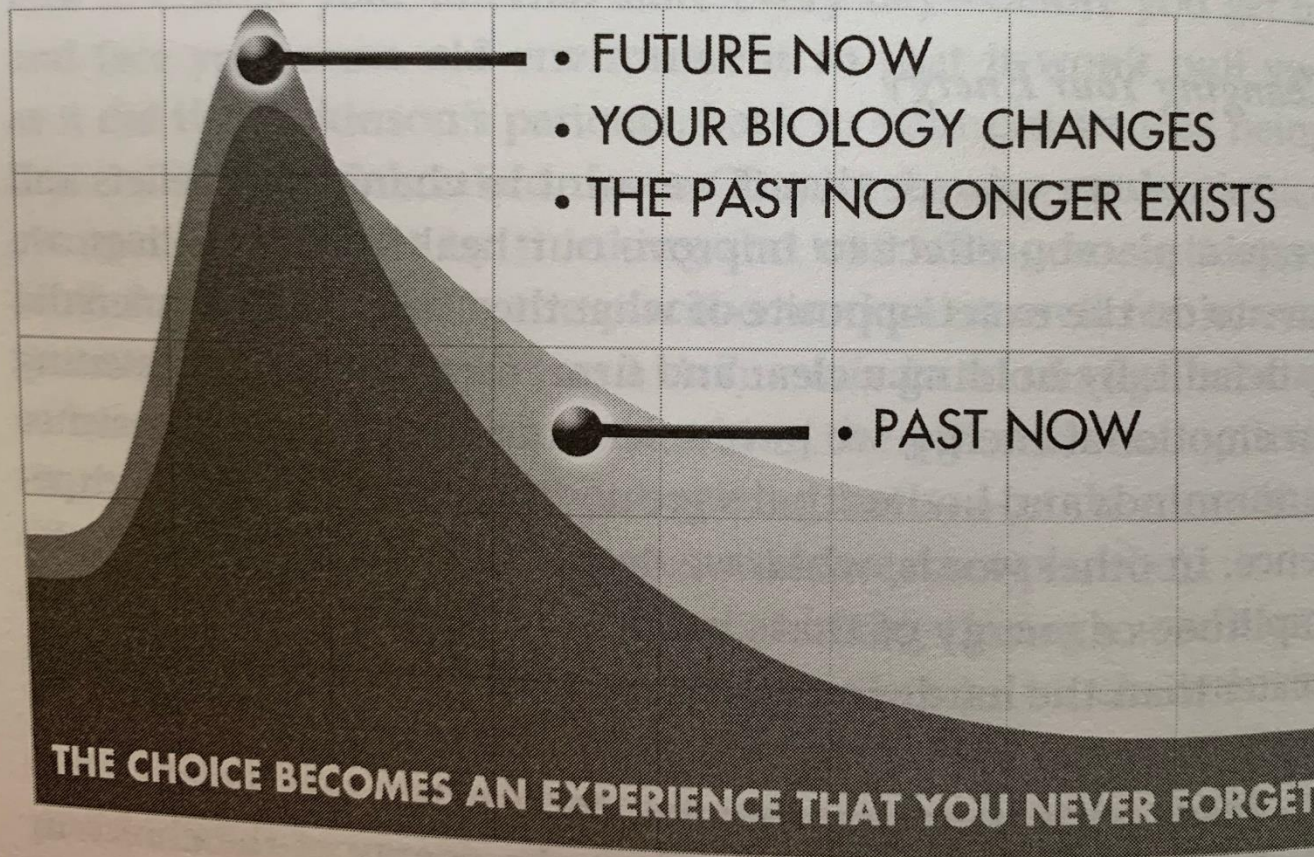 • FUTURE NOW
• YOUR BIOLOGY CHANGES
• THE PAST NO LONGER EXISTS
• PAST NOW
THE CHOICE BECOMES AN EXPERIENCE THAT YOU NEVER FORGET